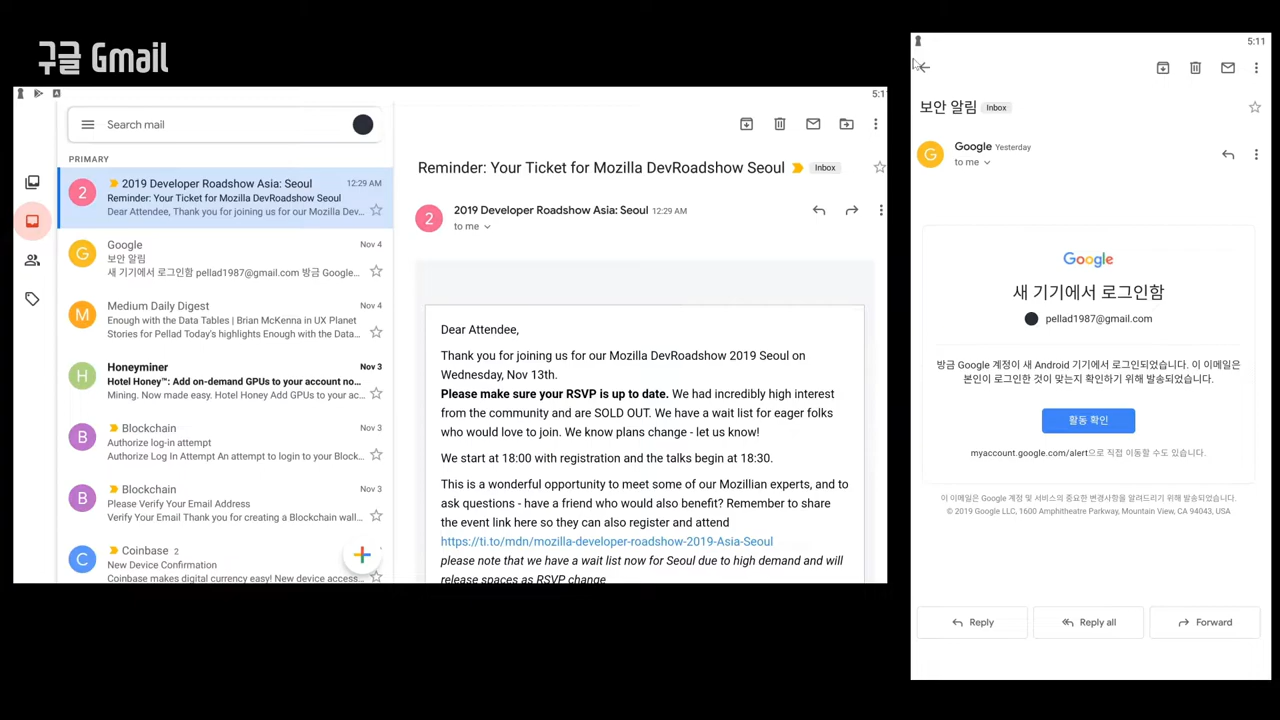 구글 Gmail
5:11
Search mail
PRIMARY
2
2019 Developer Roadshow Asia: Seoul 12:29 AM
Reminder: Your Ticket for Mozilla DevRoadshow Seoul
Dear Attendee, Thank you for joining us for our Mozilla Dev...
G
Google Nov 4
보안 알림
새 기기에서 로그인함 pellad1987@gmail.com 방금 Google...
M
Medium Daily Digest Nov 4
Enough with the Data Tables | Brian McKenna in UX Planet
Stories for Pellad Today's highlights Enough with the Data...
H
Honeyminer Nov 3
Hotel Honey™: Add on-demand GPUs to your account no...
Mining. Now made easy. Hotel Honey Add GPUs to your ac...
B
Blockchain Nov 3
Authorize log-in attempt
Authorize Log In Attempt An attempt to login to your Block...
B
Blockchain Nov 3
Please Verify Your Email Address
Verify Your Email Thank you for creating a Blockchain wall...
C
Coinbase 2
New Device Confirmation
Coinbase makes digital currency easy! New device access...
Reminder: Your Ticket for Mozilla DevRoadshow Seoul Inbox
2
2019 Developer Roadshow Asia: Seoul 12:29 AM
to me
Dear Attendee,
Thank you for joining us for our Mozilla DevRoadshow 2019 Seoul on
Wednesday, Nov 13th.
Please make sure your RSVP is up to date. We had incredibly high interest
from the community and are SOLD OUT. We have a wait list for eager folks
who would love to join. We know plans change - let us know!
We start at 18:00 with registration and the talks begin at 18:30.
This is a wonderful opportunity to meet some of our Mozillian experts, and to
ask questions - have a friend who would also benefit? Remember to share
the event link here so they can also register and attend
https://ti.to/mdn/mozilla-developer-roadshow-2019-Asia-Seoul
please note that we have a wait list now for Seoul due to high demand and will
release spaces as RSVP change
5:11
보안 알림 Inbox
G
Google Yesterday
to me
Google
새 기기에서 로그인함
pellad1987@gmail.com
방금 Google 계정이 새 Android 기기에서 로그인되었습니다. 이 이메일은
본인이 로그인한 것이 맞는지 확인하기 위해 발송되었습니다.
활동 확인
myaccount.google.com/alert으로 직접 이동할 수도 있습니다.
이 이메일은 Google 계정 및 서비스의 중요한 변경사항을 알려드리기 위해 발송되었습니다.
© 2019 Google LLC, 1600 Amphitheatre Parkway, Mountain View, CA 94043, USA
Reply Reply all Forward